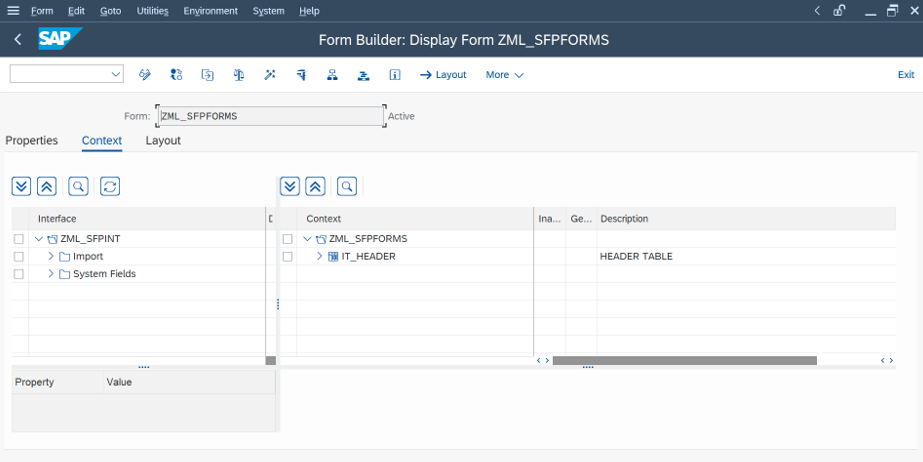 Form Edit Goto Utilities Environment System Help
SAP Form Builder: Display Form ZML_SFPFORMS
Layout More Exit
Form: ZML_SFPFORMS Active
Properties Context Layout
Interface Context Ina... Ge... Description
ZML_SFPINT ZML_SFPFORMS
Import IT_HEADER HEADER TABLE
System Fields
Property Value